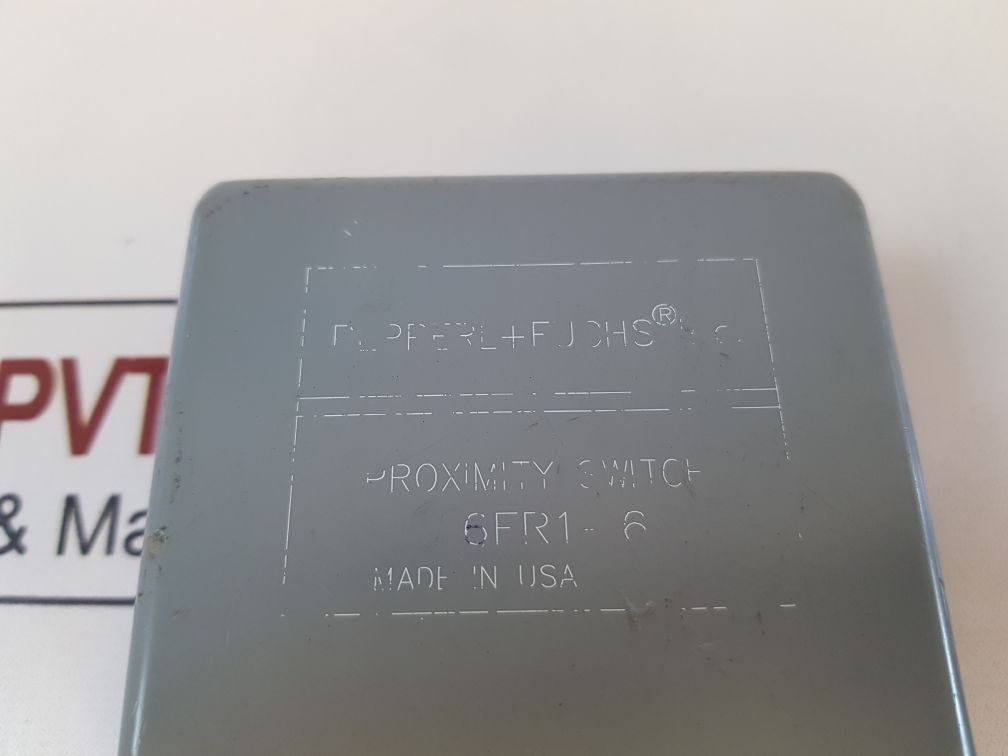 PEPPERL+FUCHS®
PROXIMITY SWITCH
6FR1-6
MADE IN USA
PVT
& Ma